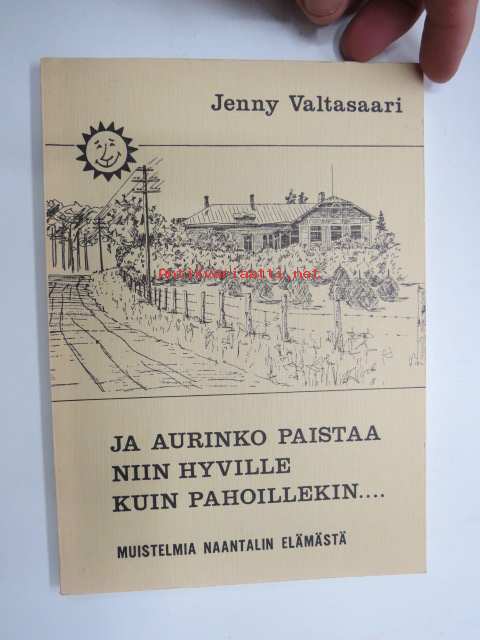 Jenny Valtasaari
Antikvariaatti.net
JA AURINKO PAISTAA
NIIN HYVILLE
KUIN PAHOILLEKIN....
MUISTELMIA NAANTALIN ELÄMÄSTÄ